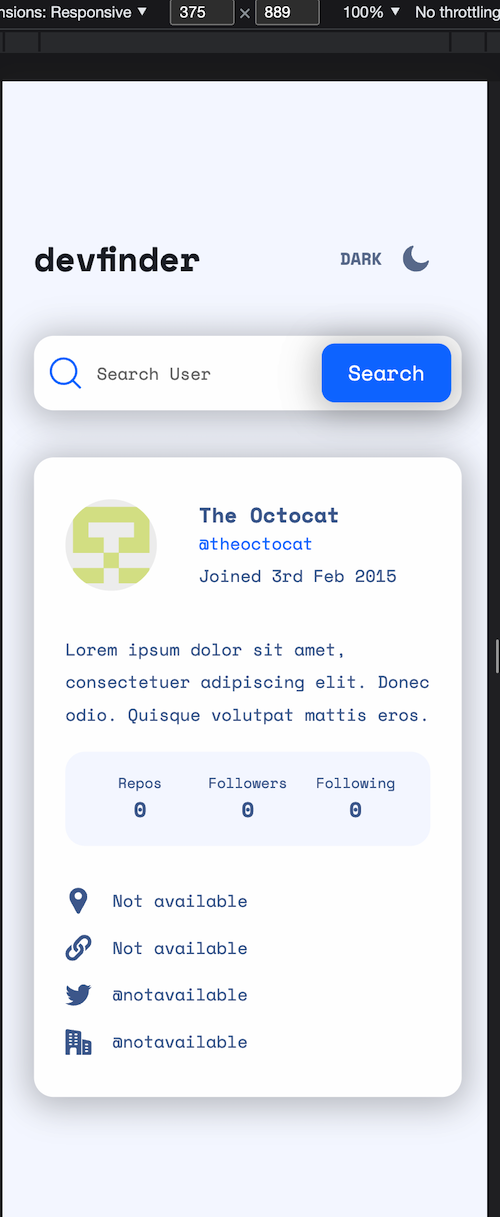 nsions: Responsive ▼ 375 × 889 100% ▼ No throttling
devfinder DARK
Search User Search
The Octocat
@theoctocat
Joined 3rd Feb 2015
Lorem ipsum dolor sit amet,
consectetuer adipiscing elit. Donec
odio. Quisque volutpat mattis eros.
Repos Followers Following
0 0 0
Not available
Not available
@notavailable
@notavailable